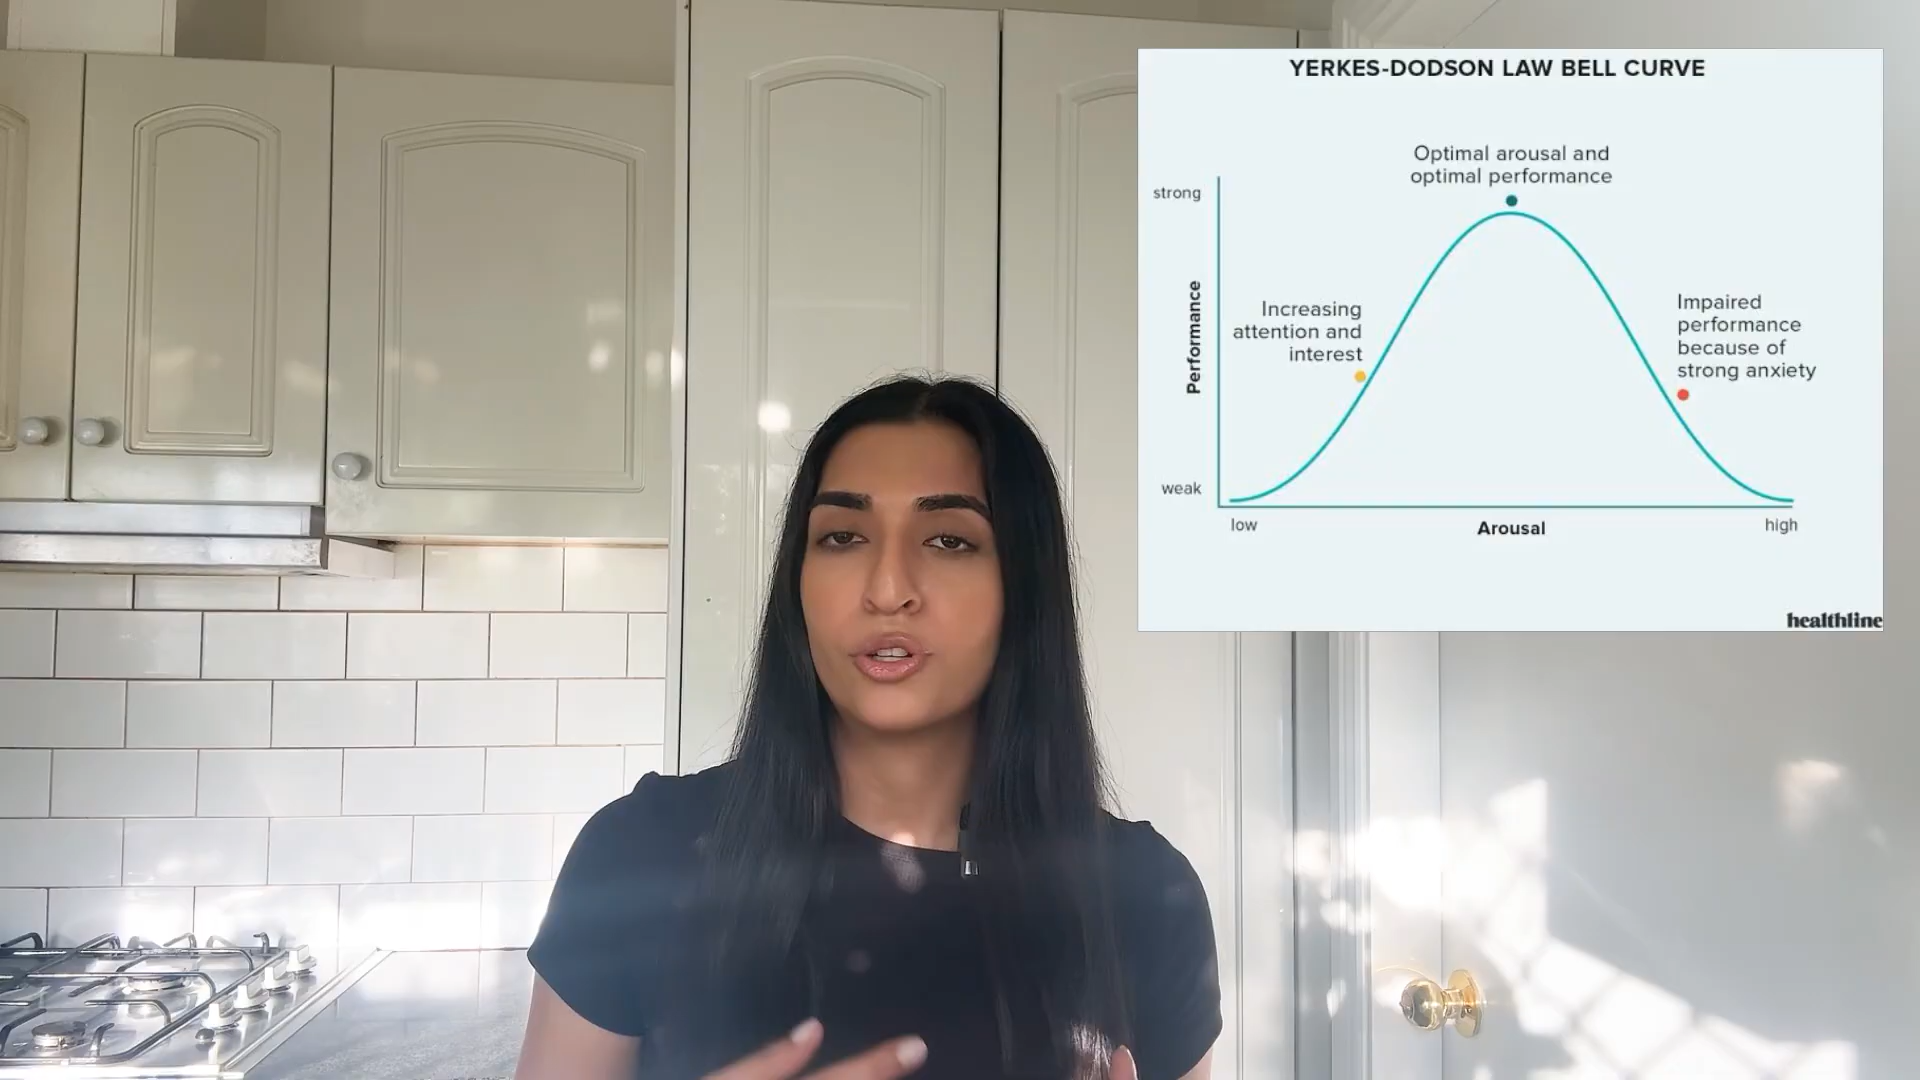 YERKES-DODSON LAW BELL CURVE
Optimal arousal and
optimal performance
strong
Increasing
attention and
interest
Impaired
performance
because of
strong anxiety
Performance
weak
low
Arousal
high
healthline